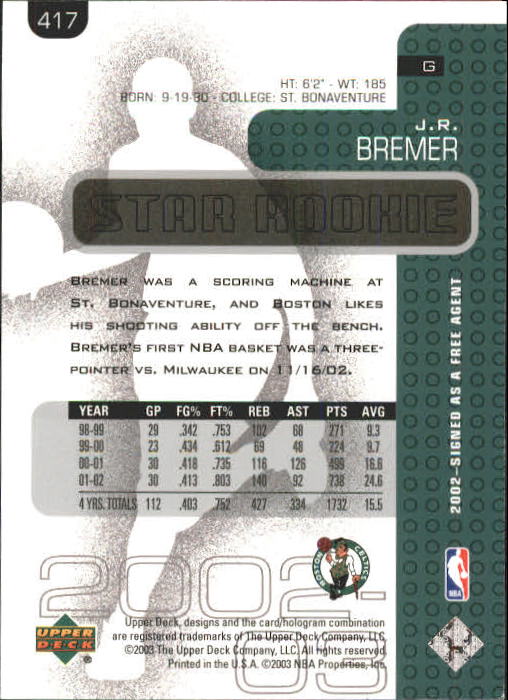 417
G
HT: 6'2" - WT: 185
BORN: 9-19-80 - COLLEGE: ST. BONAVENTURE
J.R.
BREMER
STAR ROOKIE
BREMER WAS A SCORING MACHINE AT
ST. BONAVENTURE, AND BOSTON LIKES
HIS SHOOTING ABILITY OFF THE BENCH.
BREMER'S FIRST NBA BASKET WAS A THREE-
POINTER VS. MILWAUKEE ON 11/16/02.
2002-SIGNED AS A FREE AGENT
YEAR GP FG% FT% REB AST PTS AVG
98-99 29 .342 .753 102 68 271 9.3
99-00 23 .434 .612 69 48 224 9.7
00-01 30 .418 .735 116 126 499 16.6
01-02 30 .413 .803 140 92 738 24.6
4 YRS. TOTALS 112 .403 .752 427 334 1732 15.5
BOSTON CELTICS
NBA
2002-
03
UPPER DECK
Upper Deck, designs and the card/hologram combination
are registered trademarks of The Upper Deck Company, LLC.
©2003 The Upper Deck Company, LLC. All rights reserved.
Printed in the U.S.A. ©2003 NBA Properties, Inc.